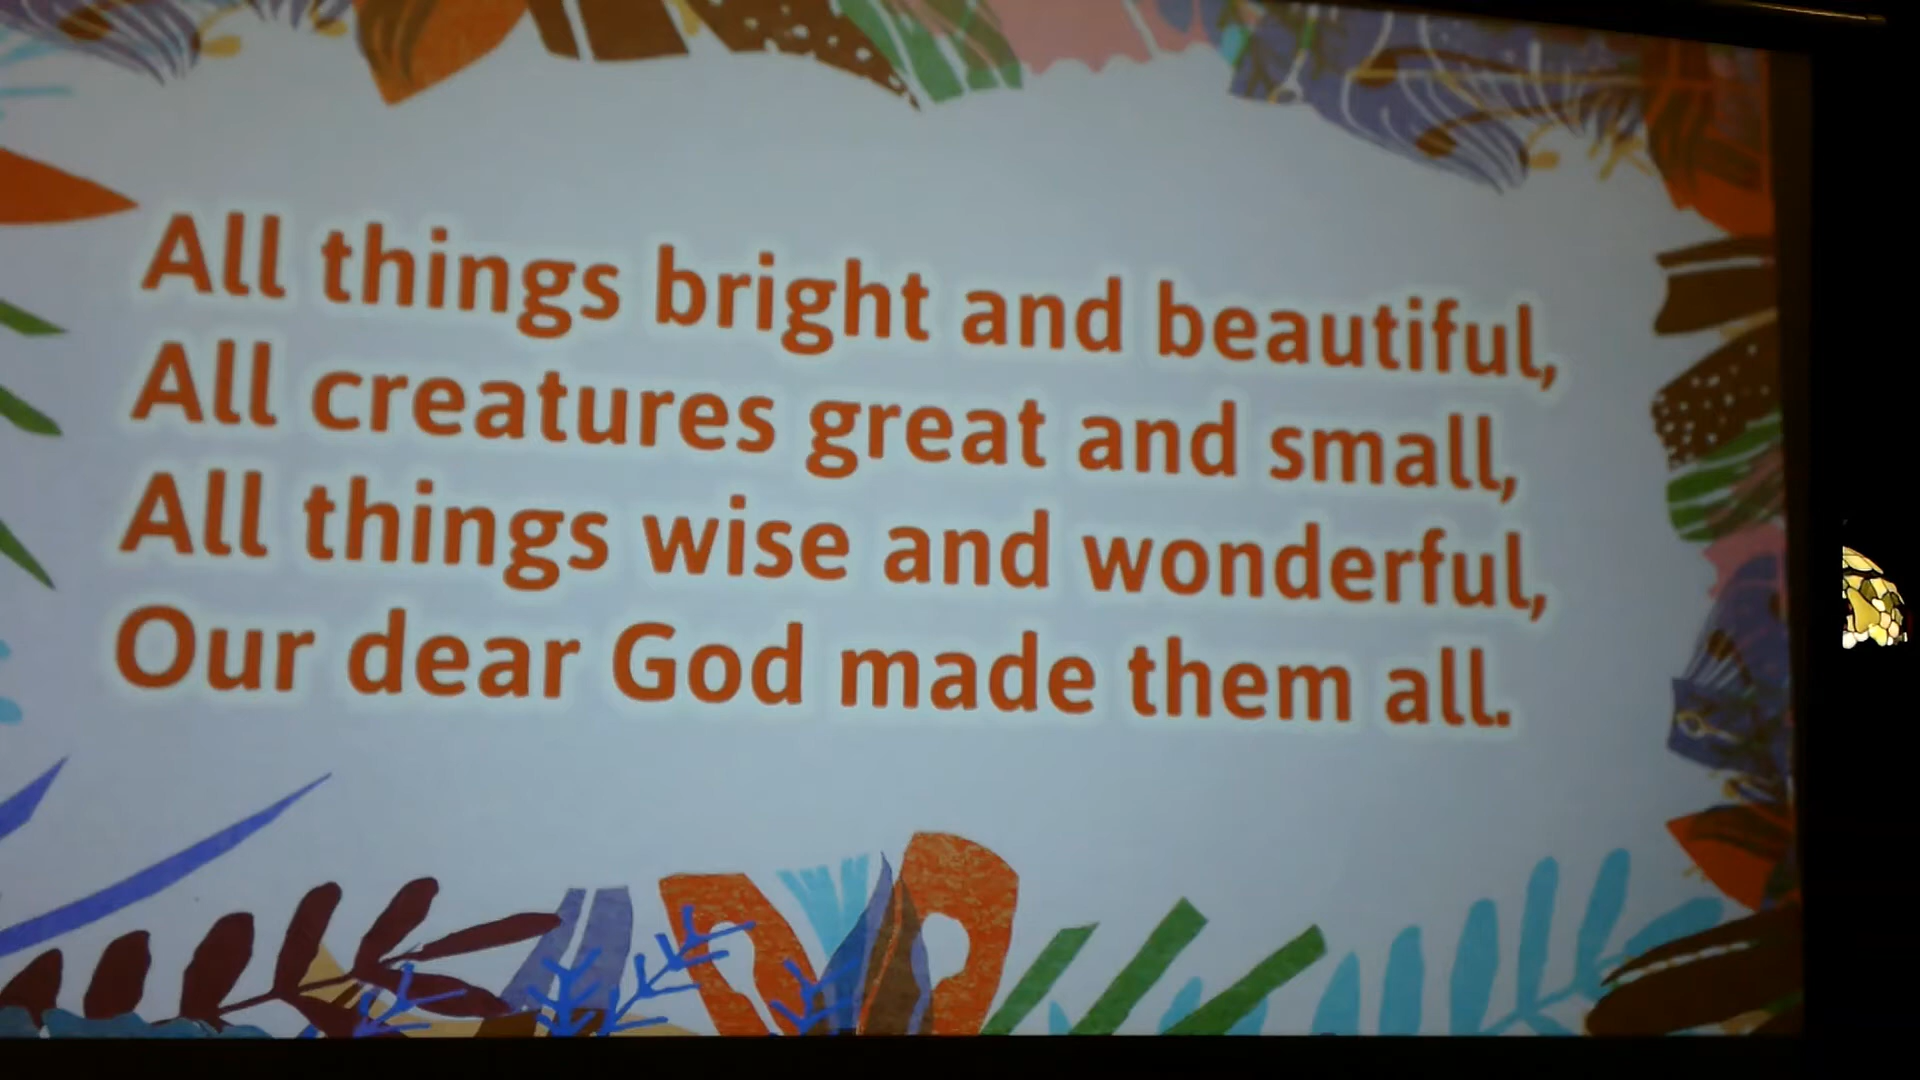 All things bright and beautiful,
All creatures great and small,
All things wise and wonderful,
Our dear God made them all.